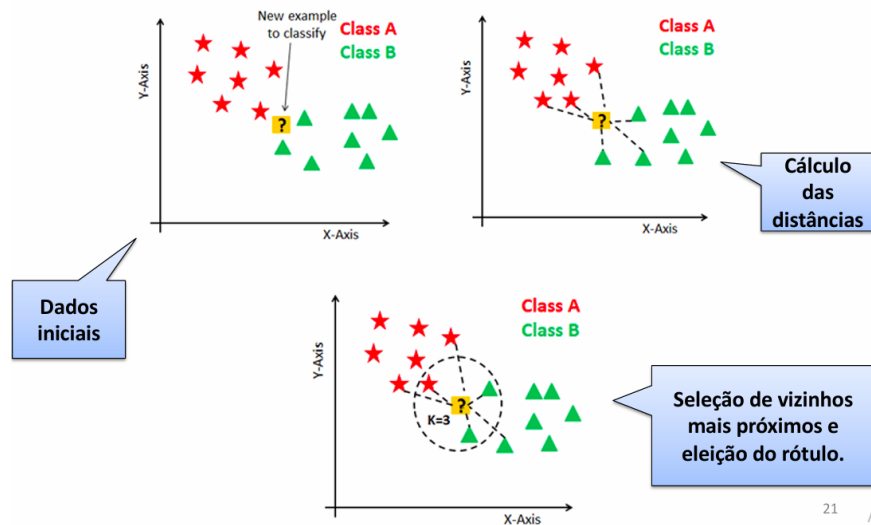 New example
to classify
Class A
Class B
?
Y-Axis
X-Axis
Class A
Class B
?
Y-Axis
X-Axis
Cálculo
das
distâncias
Dados
iniciais
Class A
Class B
?
K=3
Y-Axis
X-Axis
Seleção de vizinhos
mais próximos e
eleição do rótulo.
21
/